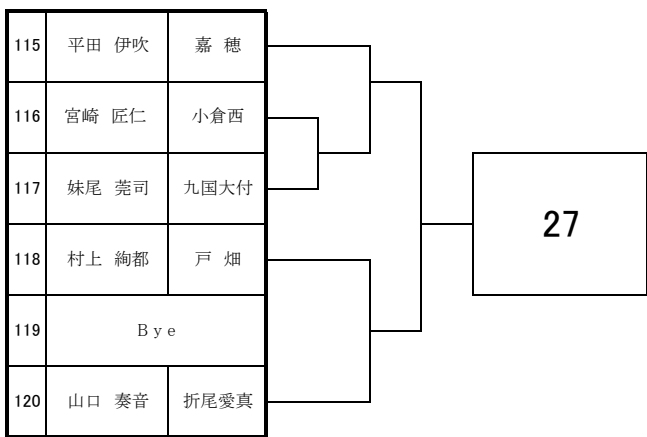 115 平田 伊吹 嘉 穂
116 宮崎 匠仁 小倉西
117 妹尾 莞司 九国大付
27
118 村上 絢都 戸 畑
119 Bye
120 山口 奏音 折尾愛真